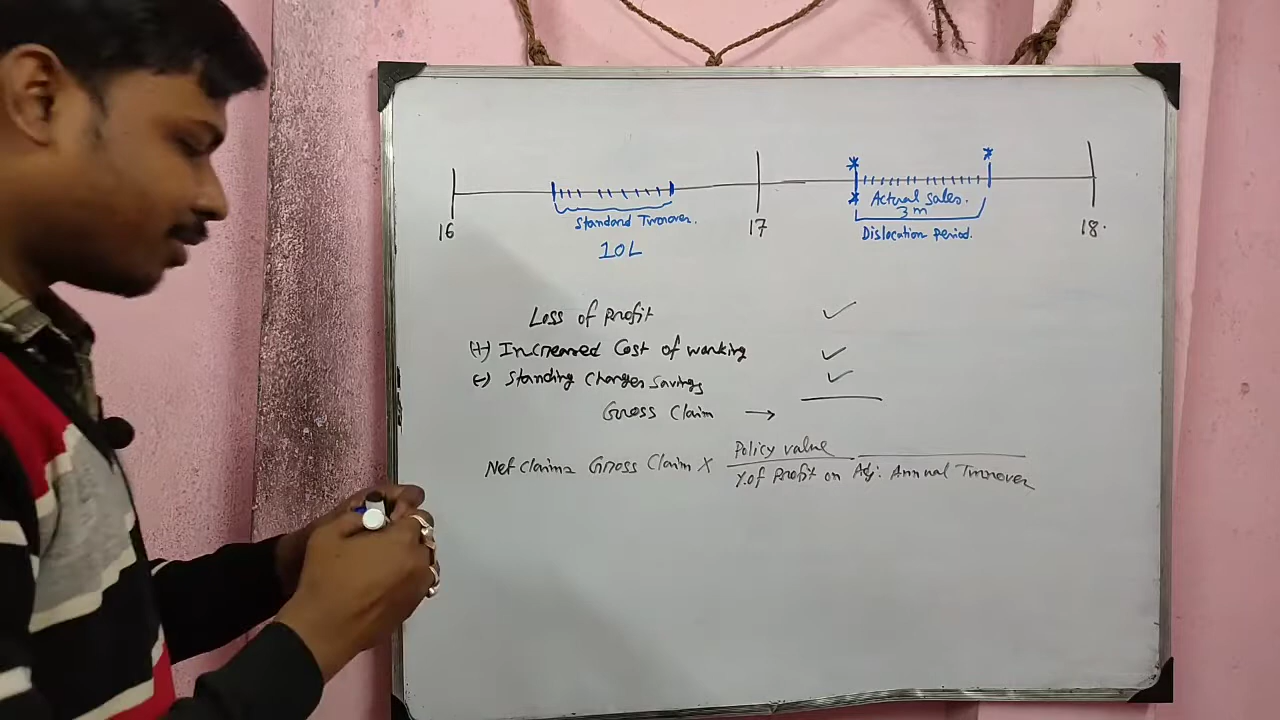 Actual sales.
3 m
Standard Turnover.
16
17
18.
Dislocation Period.
10L
Loss of Profit
(+) Increased Cost of working
(-) Standing Charges Savings
Gross Claim →
Policy value
Net Claim = Gross Claim X
% of Profit on Adj: Annual Turnover